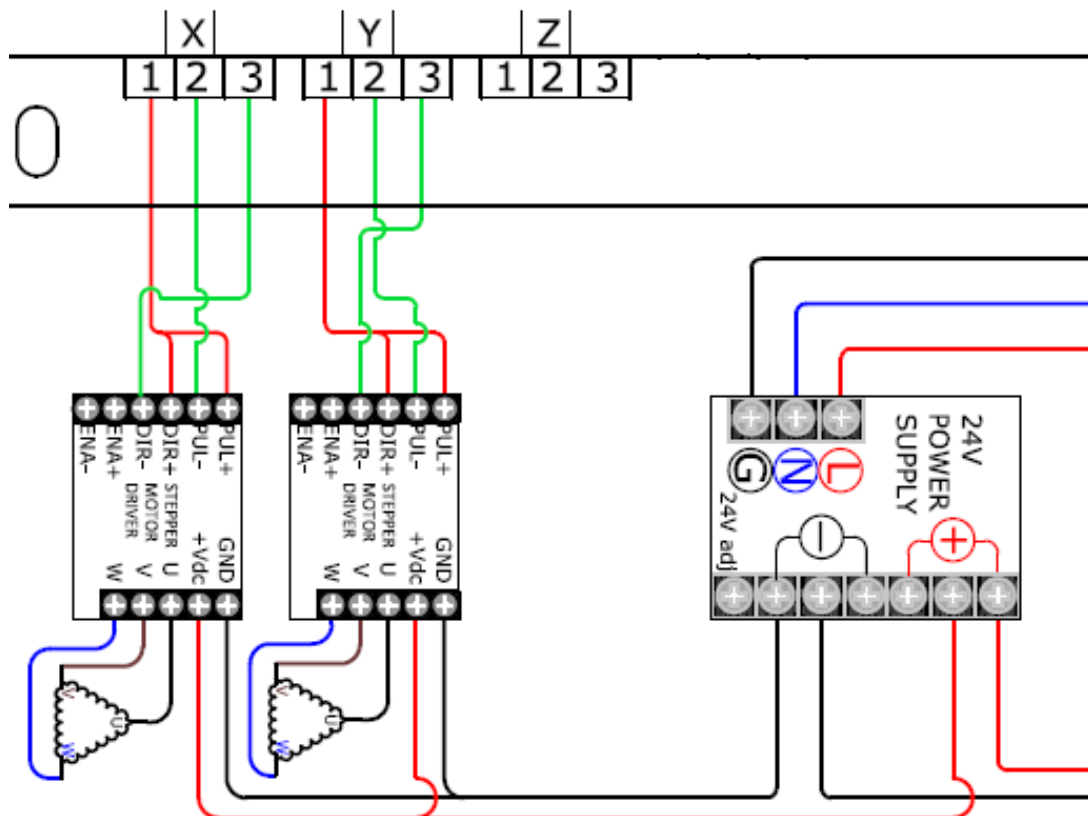 X Y Z
1 2 3 1 2 3 1 2 3
ENA- ENA+ DIR- DIR+ PUL- PUL+
STEPPER
MOTOR
DRIVER
W V U +Vdc GND
ENA- ENA+ DIR- DIR+ PUL- PUL+
STEPPER
MOTOR
DRIVER
W V U +Vdc GND
V
U
W
V
U
W
24V
POWER
SUPPLY
G N L
24V adj
− +